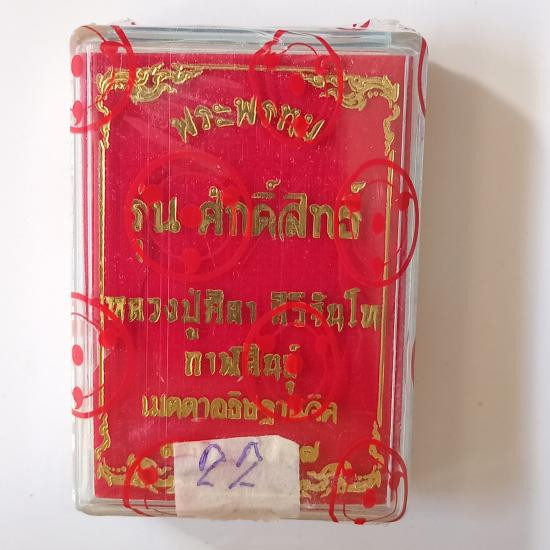 พระพรหม
รุ่น ศักดิ์สิทธิ์
หลวงปู่ศิลา สิริจันโท
กาฬสินธุ์
เมตตาอธิษฐานจิต
22